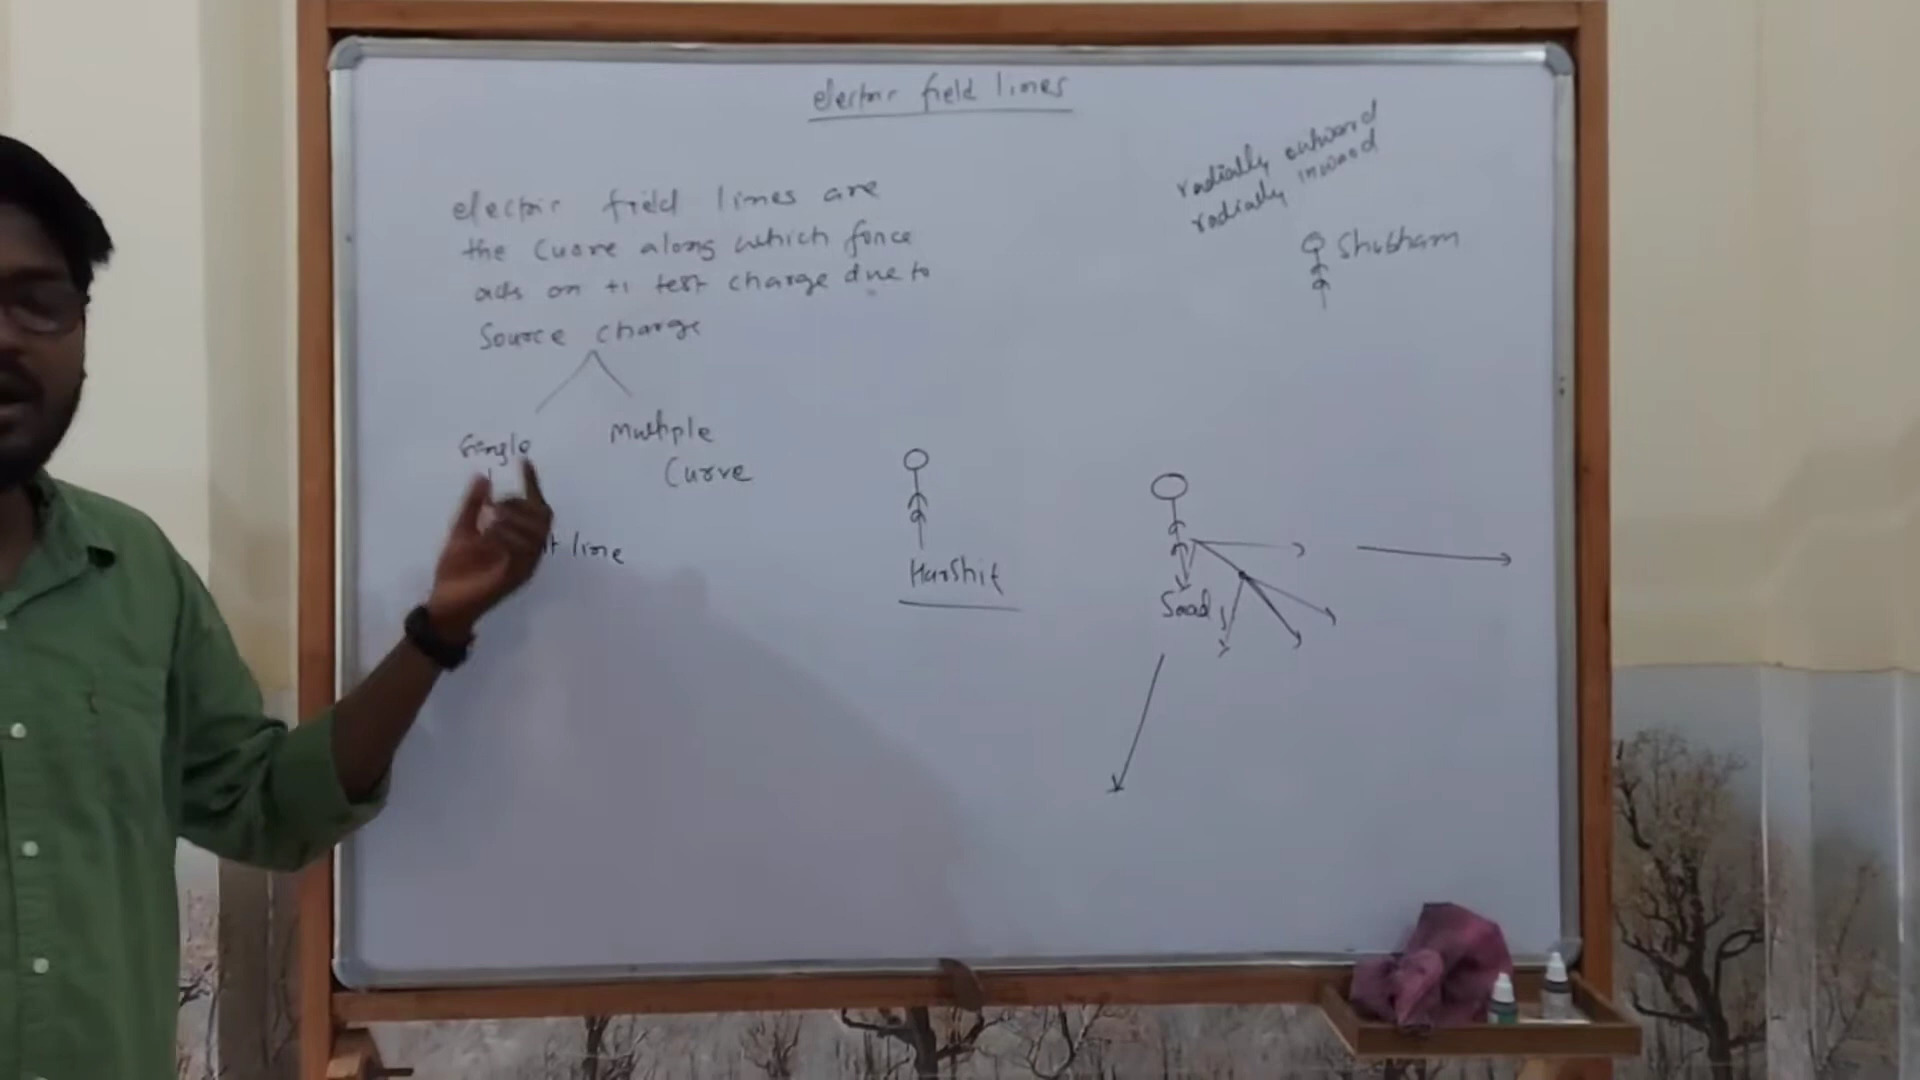 electric field lines
radially outward
radially inward
electric field lines are
the Curve along which force
acts on +1 test charge due to
Source charge
Shubham
Single
Multiple
Curve
line
Harshit
Saad